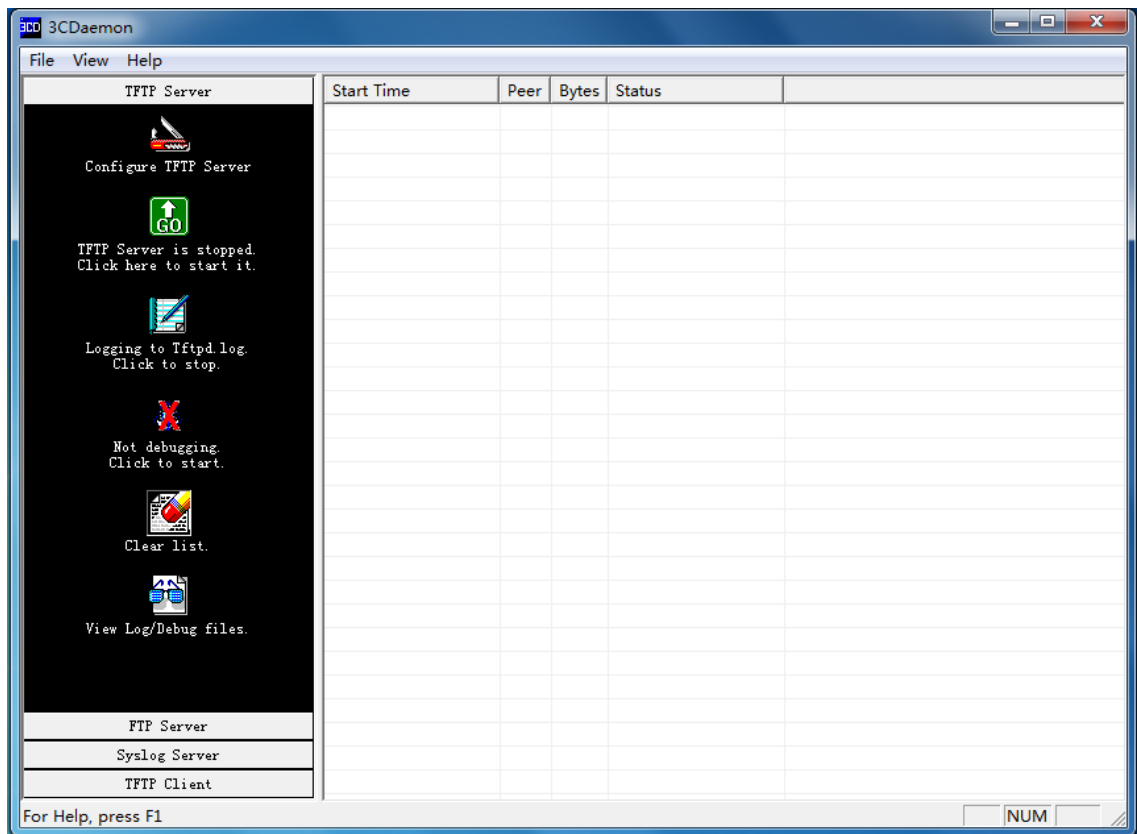 3CD 3CDaemon
File View Help
TFTP Server
Configure TFTP Server
GO
TFTP Server is stopped.
Click here to start it.
Logging to Tftpd.log.
Click to stop.
Not debugging.
Click to start.
Clear list.
View Log/Debug files.
FTP Server
Syslog Server
TFTP Client
Start Time Peer Bytes Status
For Help, press F1
NUM